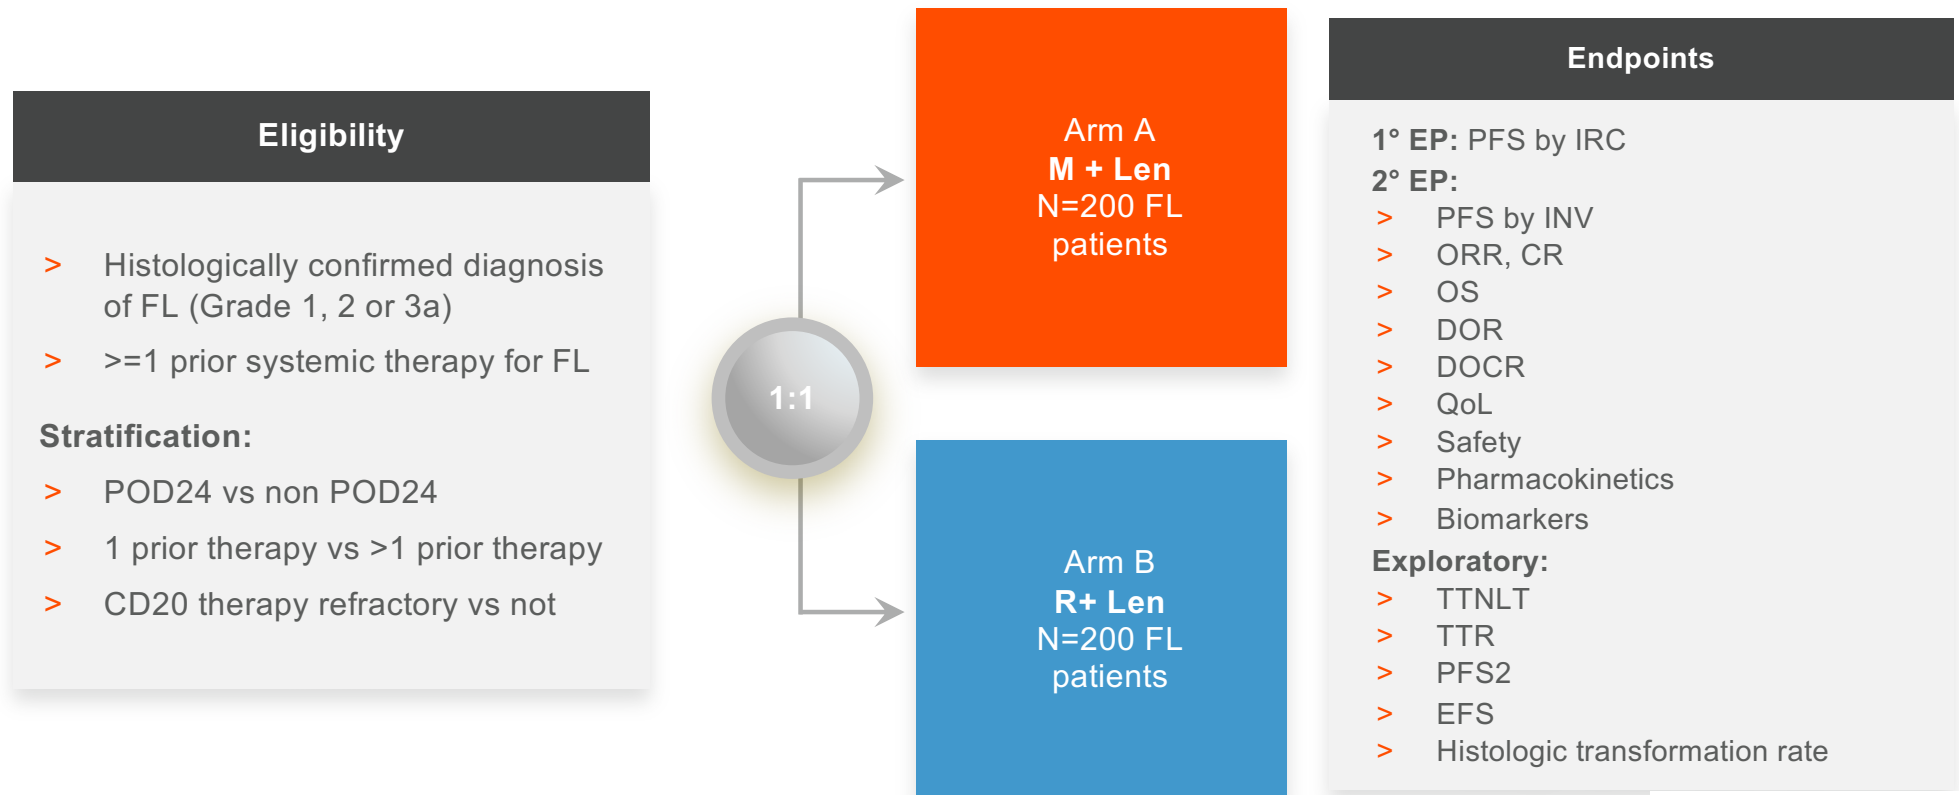 Eligibility
> Histologically confirmed diagnosis
of FL (Grade 1, 2 or 3a)
> >=1 prior systemic therapy for FL
Stratification:
> POD24 vs non POD24
> 1 prior therapy vs >1 prior therapy
> CD20 therapy refractory vs not
1:1
Arm A
M + Len
N=200 FL
patients
Arm B
R+ Len
N=200 FL
patients
Endpoints
1° EP: PFS by IRC
2° EP:
> PFS by INV
> ORR, CR
> OS
> DOR
> DOCR
> QoL
> Safety
> Pharmacokinetics
> Biomarkers
Exploratory:
> TTNLT
> TTR
> PFS2
> EFS
> Histologic transformation rate